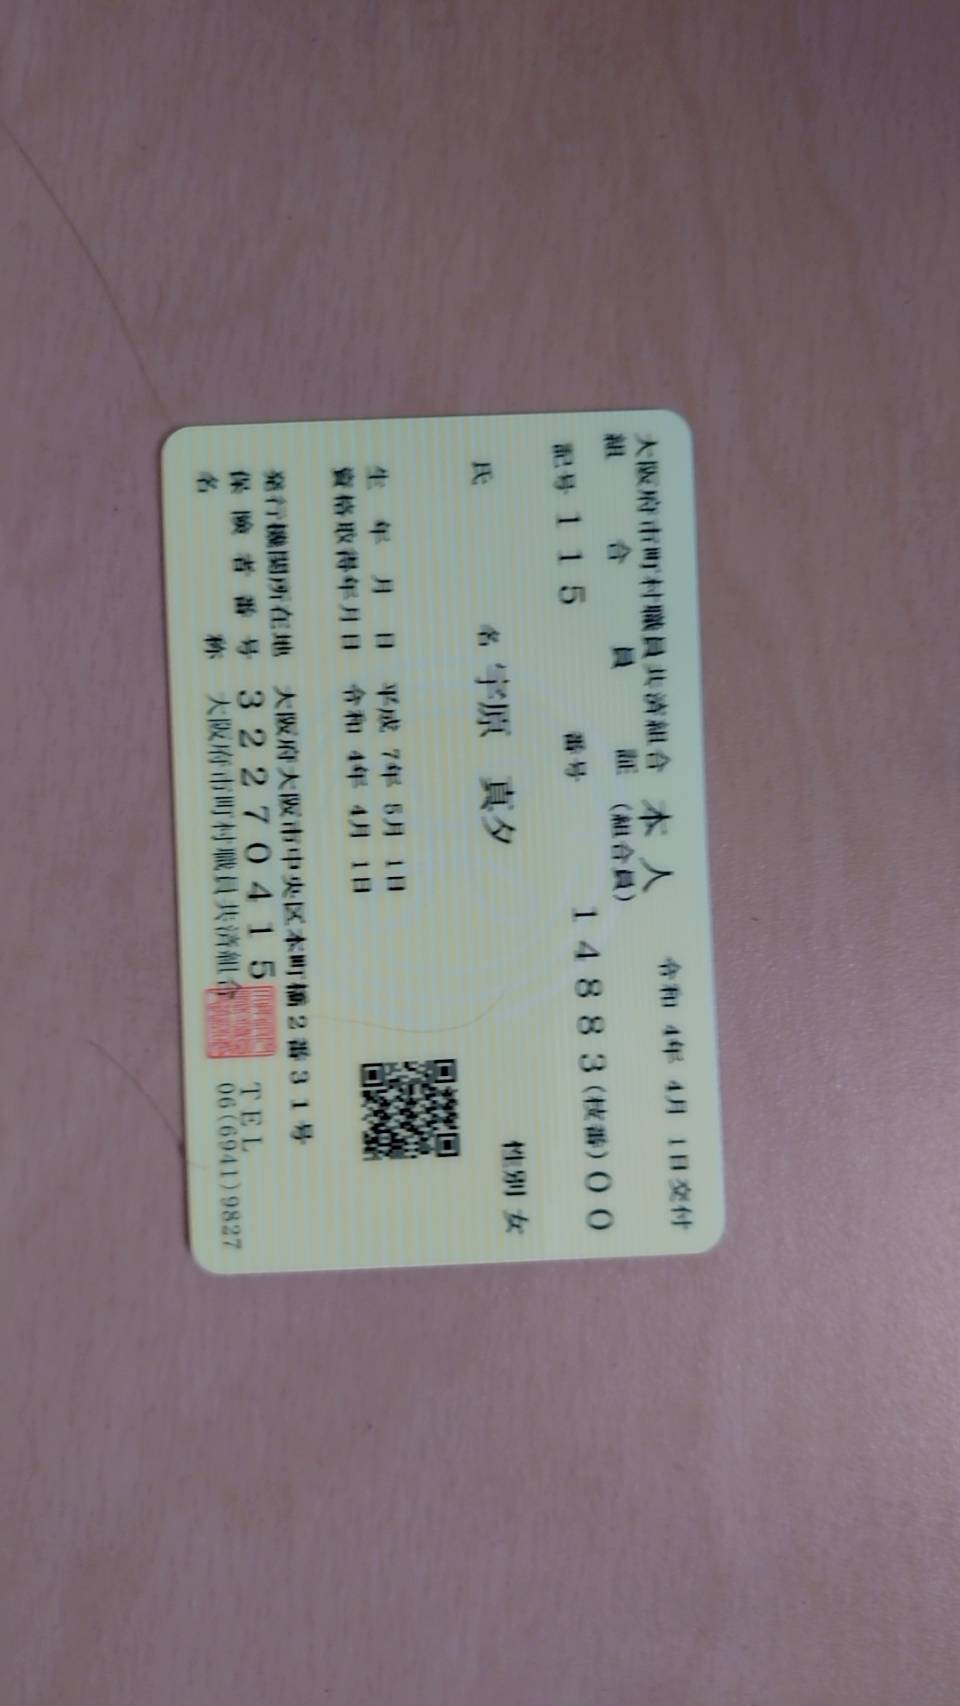 大阪府市町村職員共済組合 本人 令和 4年 4月 1日交付
組合員証(組合員)
記号 115 番号 14883(枝番)00
氏名 宇原 真夕 性別 女
生年月日 平成 7年 5月 1日
資格取得年月日 令和 4年 4月 1日
発行機関所在地 大阪府大阪市中央区本町橋2番31号
保険者番号 32270415 TEL
名称 大阪府市町村職員共済組合 06(6941)9827